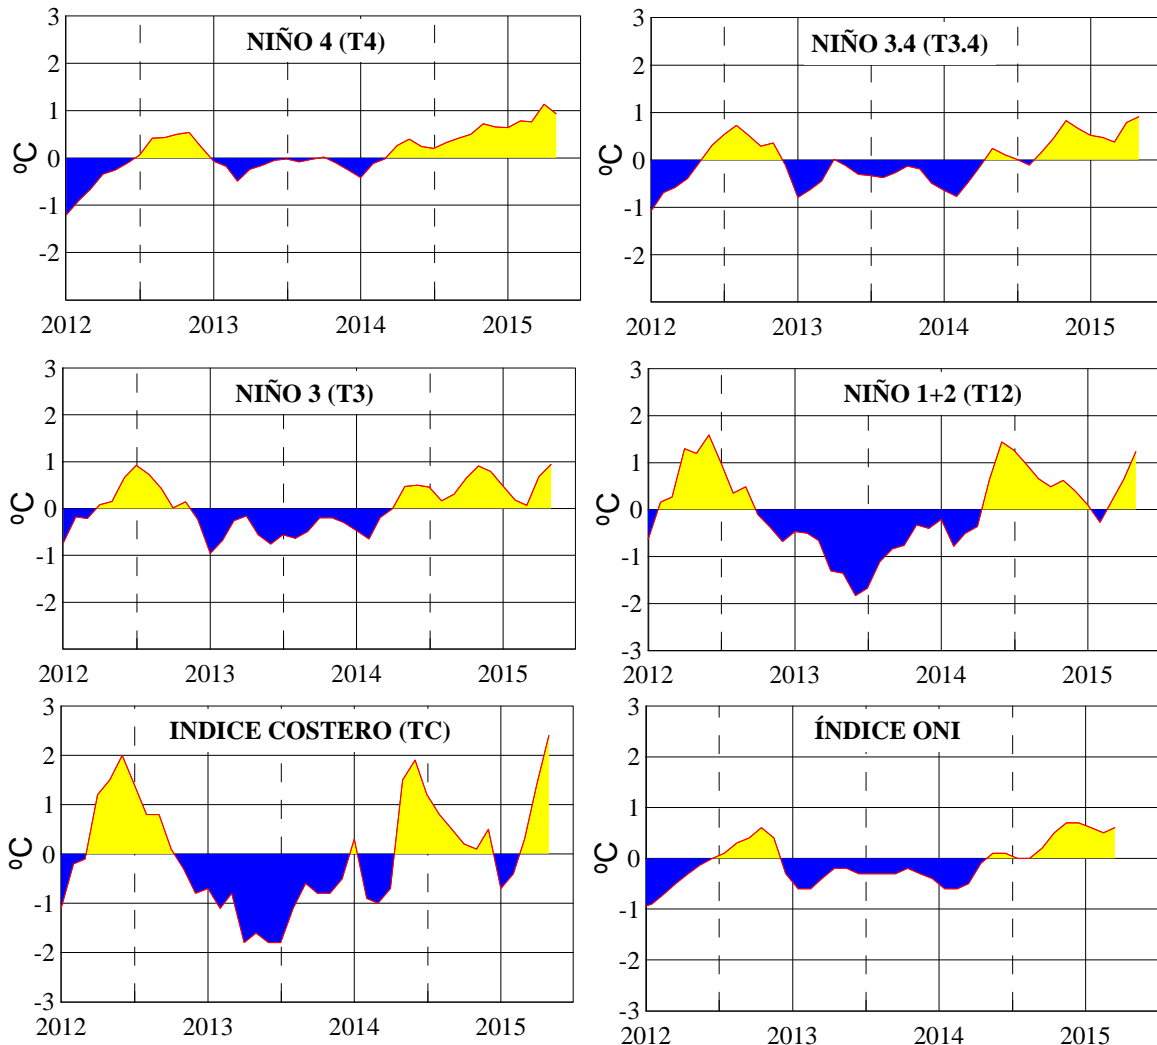 NIÑO 4 (T4)
3
2
1
0
-1
-2
ºC
2012 2013 2014 2015
NIÑO 3.4 (T3.4)
3
2
1
0
-1
-2
ºC
2012 2013 2014 2015
NIÑO 3 (T3)
3
2
1
0
-1
-2
ºC
2012 2013 2014 2015
NIÑO 1+2 (T12)
3
2
1
0
-1
-2
-3
ºC
2012 2013 2014 2015
INDICE COSTERO (TC)
3
2
1
0
-1
-2
-3
ºC
2012 2013 2014 2015
ÍNDICE ONI
3
2
1
0
-1
-2
-3
ºC
2012 2013 2014 2015